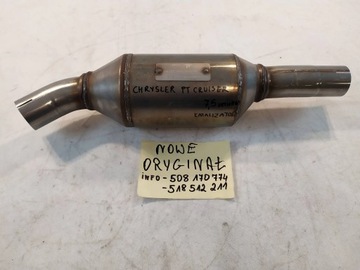 CHRYSLER PT CRUISER
NOWE
ORYGINAŁ
INFO - 508 170 774
- 518 512 211